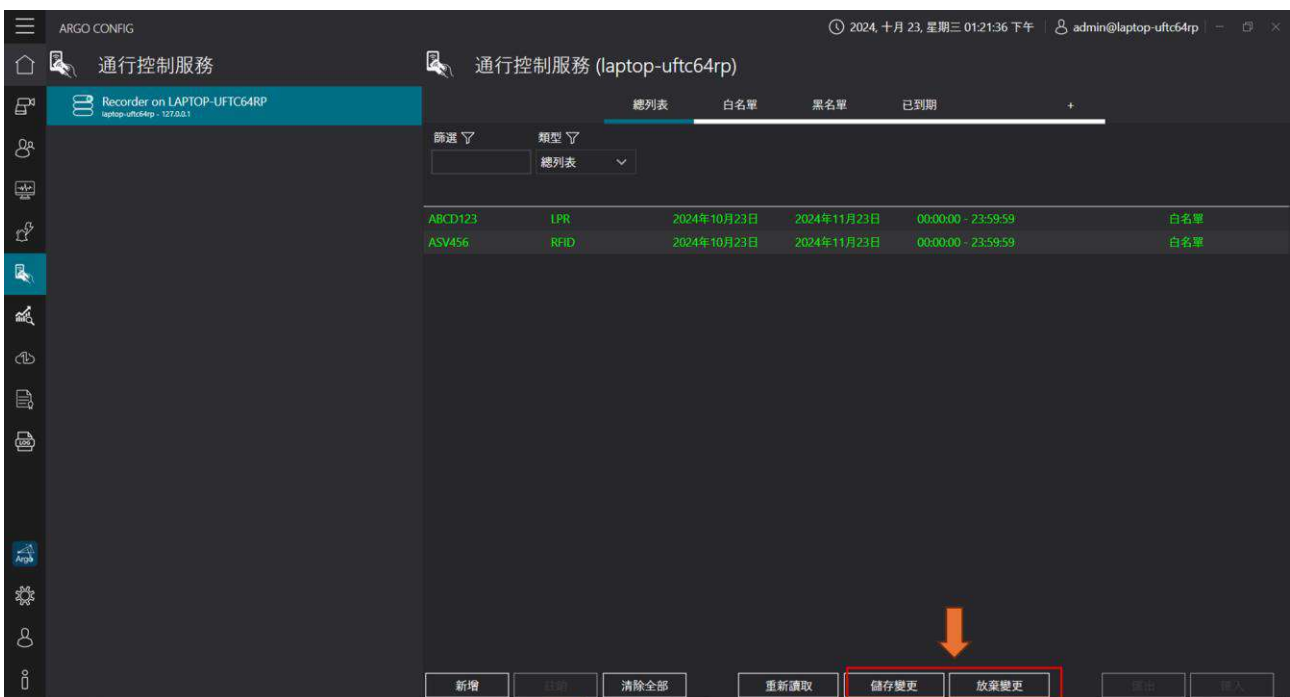 ARGO CONFIG
2024, 十月 23, 星期三 01:21:36 下午
admin@laptop-uftc64rp
通行控制服務
通行控制服務 (laptop-uftc64rp)
Recorder on LAPTOP-UFTC64RP
laptop-uftc64rp - 127.0.0.1
總列表 白名單 黑名單 已到期 +
篩選 類型
總列表
ABCD123 LPR 2024年10月23日 2024年11月23日 00:00:00 - 23:59:59 白名單
ASV456 RFID 2024年10月23日 2024年11月23日 00:00:00 - 23:59:59 白名單
LOG
Argo
新增 清除全部 重新讀取 儲存變更 放棄變更 匯出 匯入